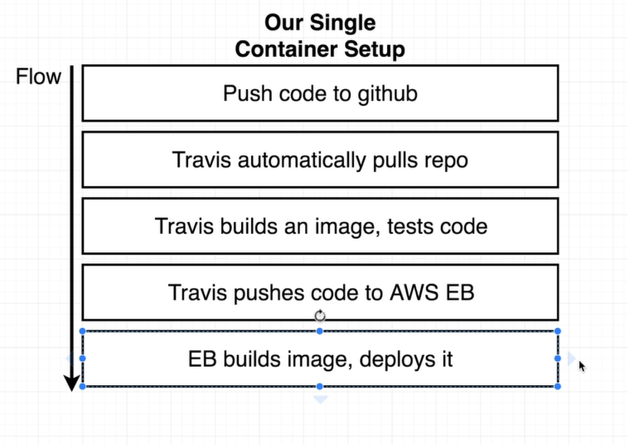 Our Single
Container Setup
Flow
Push code to github
Travis automatically pulls repo
Travis builds an image, tests code
Travis pushes code to AWS EB
EB builds image, deploys it